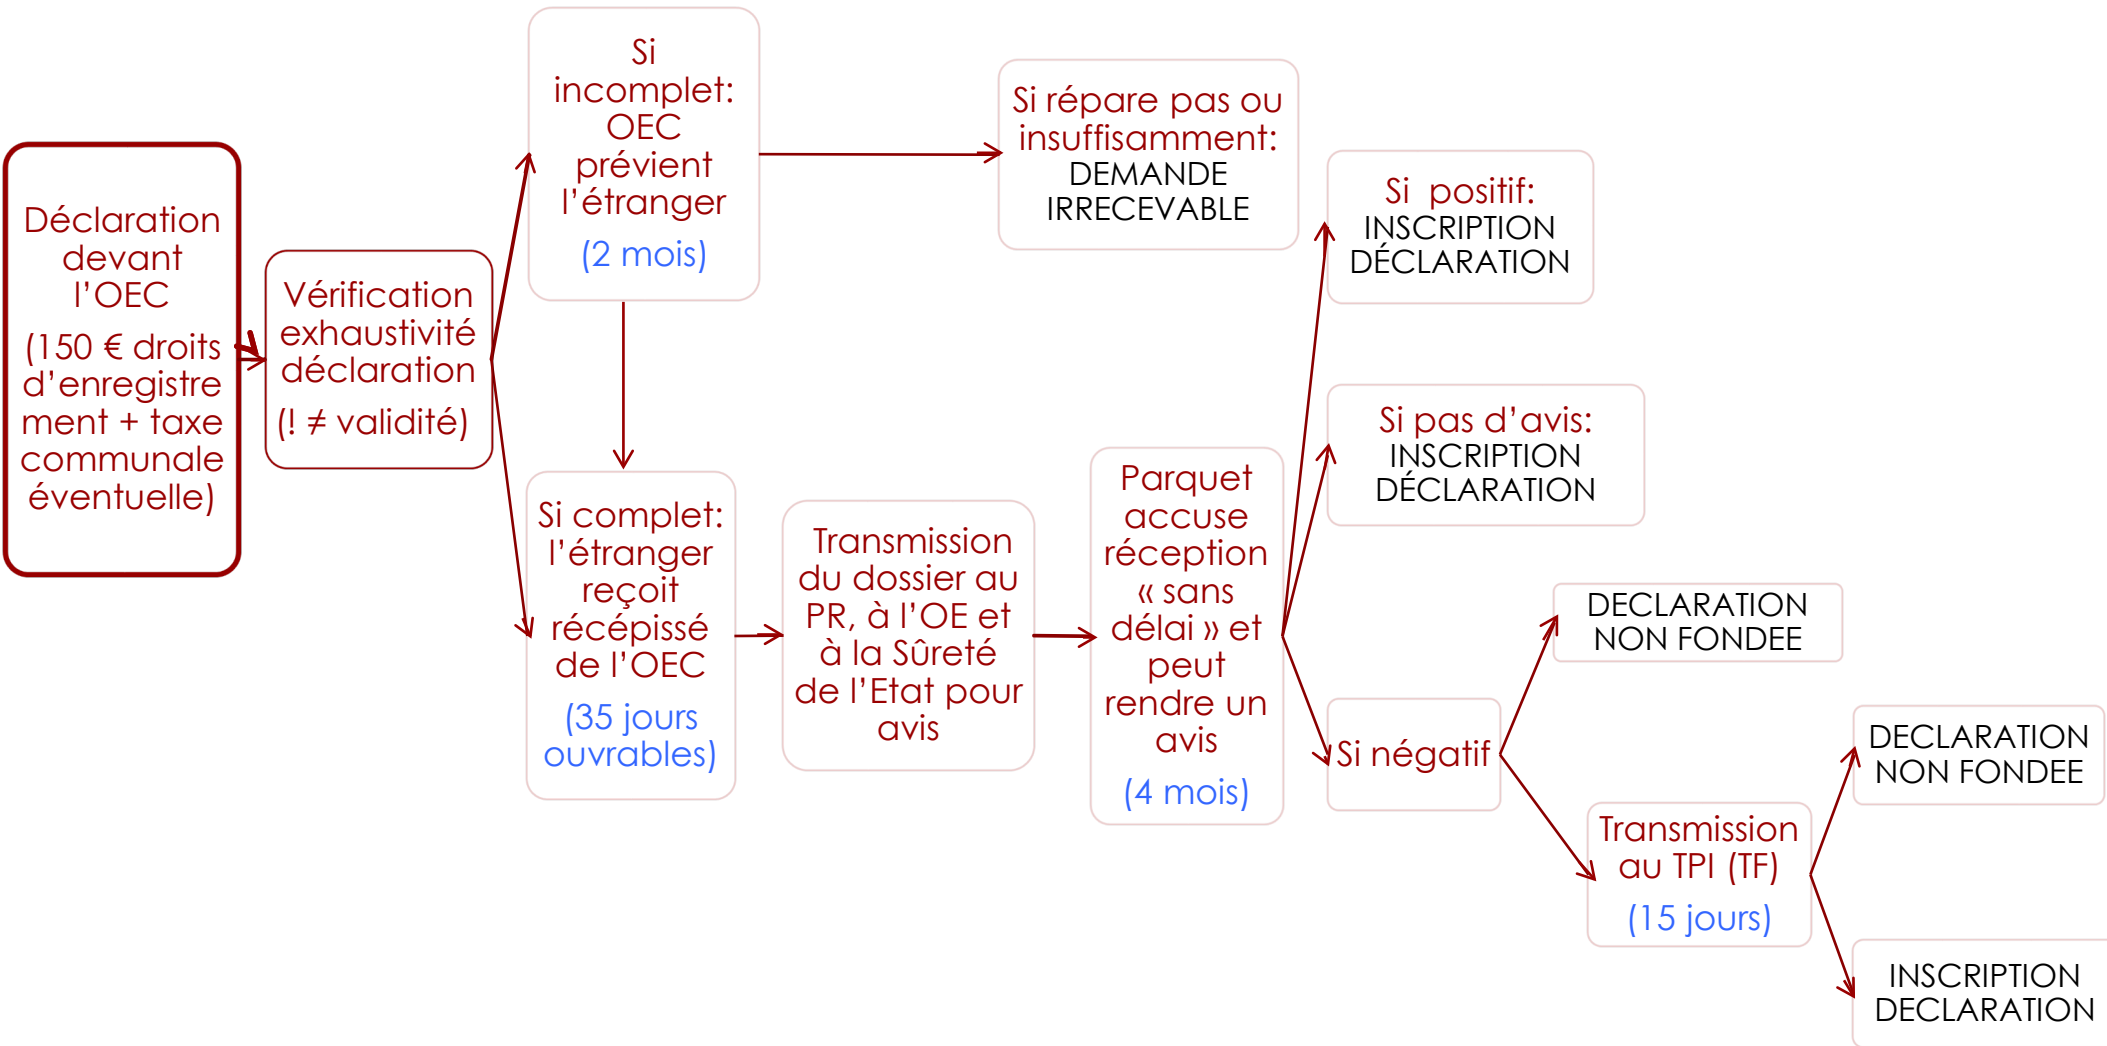 Déclaration
devant
l’OEC
(150 € droits
d’enregistre
ment + taxe
communale
éventuelle)
Vérification
exhaustivité
déclaration
(! ≠ validité)
Si
incomplet:
OEC
prévient
l’étranger
(2 mois)
Si répare pas ou
insuffisamment:
DEMANDE
IRRECEVABLE
Si complet:
l’étranger
reçoit
récépissé
de l’OEC
(35 jours
ouvrables)
Transmission
du dossier au
PR, à l’OE et
à la Sûreté
de l’Etat pour
avis
Parquet
accuse
réception
« sans
délai » et
peut
rendre un
avis
(4 mois)
Si positif:
INSCRIPTION
DÉCLARATION
Si pas d’avis:
INSCRIPTION
DÉCLARATION
Si négatif
DECLARATION
NON FONDEE
Transmission
au TPI (TF)
(15 jours)
DECLARATION
NON FONDEE
INSCRIPTION
DECLARATION